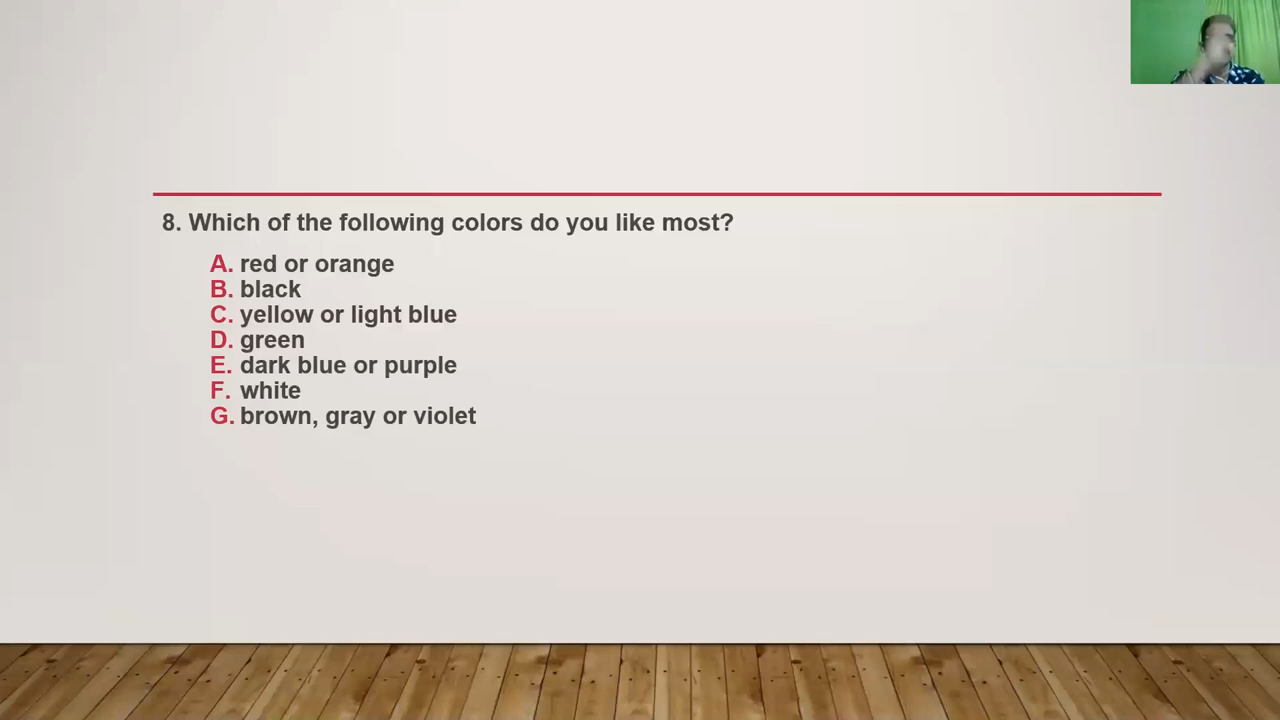 8. Which of the following colors do you like most?
A. red or orange
B. black
C. yellow or light blue
D. green
E. dark blue or purple
F. white
G. brown, gray or violet